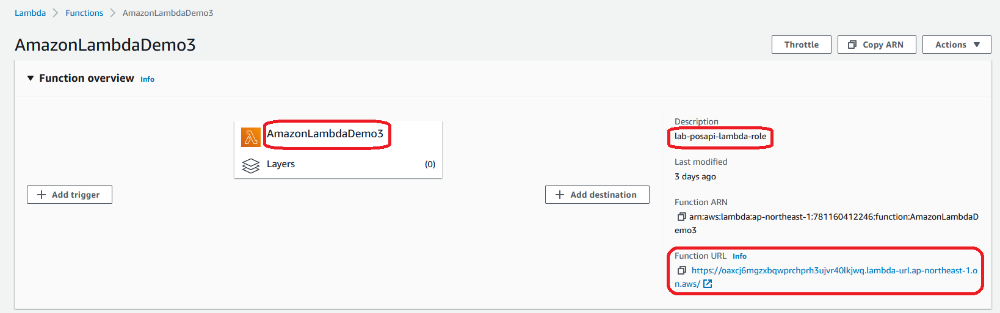 Lambda > Functions > AmazonLambdaDemo3
AmazonLambdaDemo3
Throttle
Copy ARN
Actions
Function overview Info
AmazonLambdaDemo3
Layers (0)
Add trigger
Add destination
Description
lab-posapi-lambda-role
Last modified
3 days ago
Function ARN
arn:aws:lambda:ap-northeast-1:781160412246:function:AmazonLambdaD
emo3
Function URL Info
https://oaxcj6mgzxbqwprchprh3ujvr40lkjwq.lambda-url.ap-northeast-1.o
n.aws/